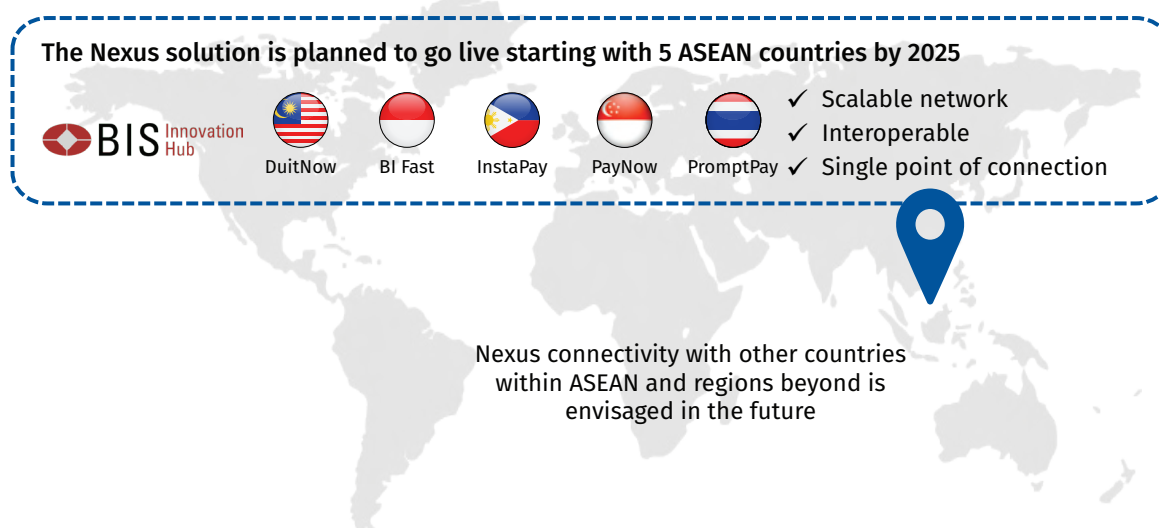 The Nexus solution is planned to go live starting with 5 ASEAN countries by 2025
BIS Innovation
Hub
DuitNow
BI Fast
InstaPay
PayNow
PromptPay
✓ Scalable network
✓ Interoperable
✓ Single point of connection
Nexus connectivity with other countries
within ASEAN and regions beyond is
envisaged in the future